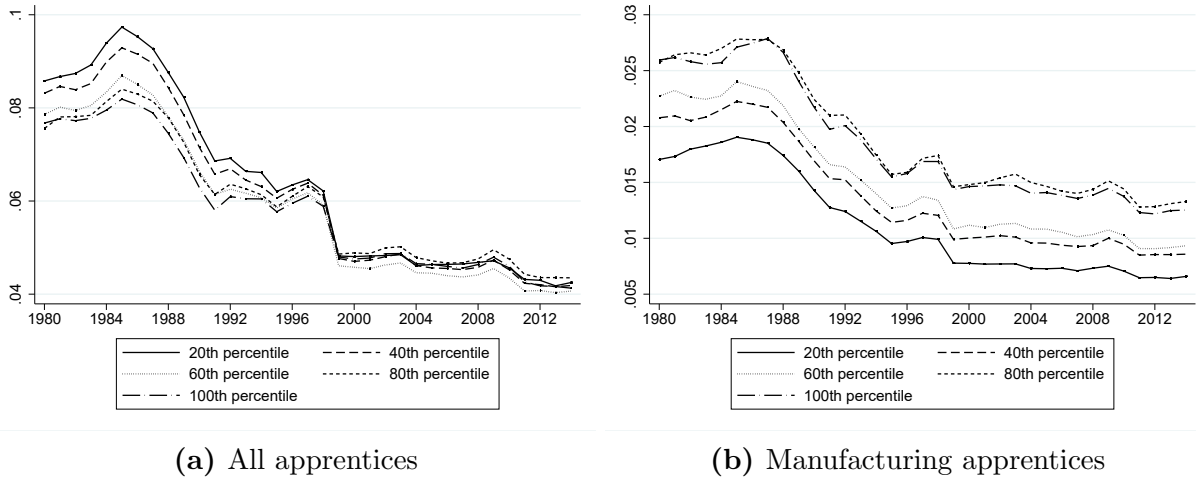 .1
.08
.06
.04
1980 1984 1988 1992 1996 2000 2004 2008 2012
20th percentile 40th percentile
60th percentile 80th percentile
100th percentile
(a) All apprentices
.03
.025
.02
.015
.01
.005
1980 1984 1988 1992 1996 2000 2004 2008 2012
20th percentile 40th percentile
60th percentile 80th percentile
100th percentile
(b) Manufacturing apprentices